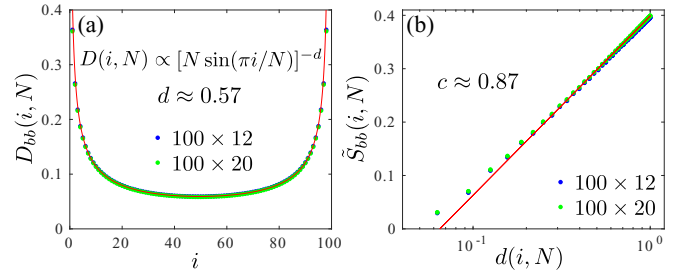 (a)
D(i, N) ∝ [N sin(πi/N)]^{-d}
d ≈ 0.57
100 × 12
100 × 20
D_{bb}(i, N)
0.4
0.3
0.2
0.1
0
0 20 40 60 80 100
i
(b)
c ≈ 0.87
100 × 12
100 × 20
S̃_{bb}(i, N)
0.4
0.3
0.2
0.1
0
10^{-1} 10^{0}
d(i, N)